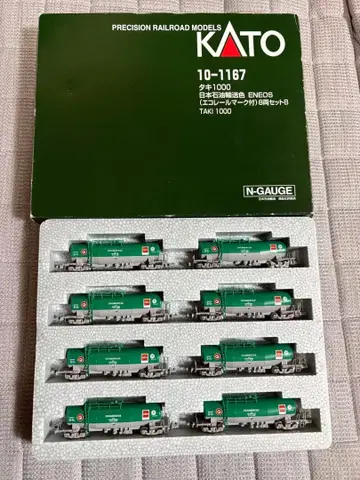 PRECISION RAILROAD MODELS
KATO
10-1167
タキ1000
日本石油輸送色 ENEOS
(エコレールマーク付)8両セットB
TAKI 1000
N-GAUGE